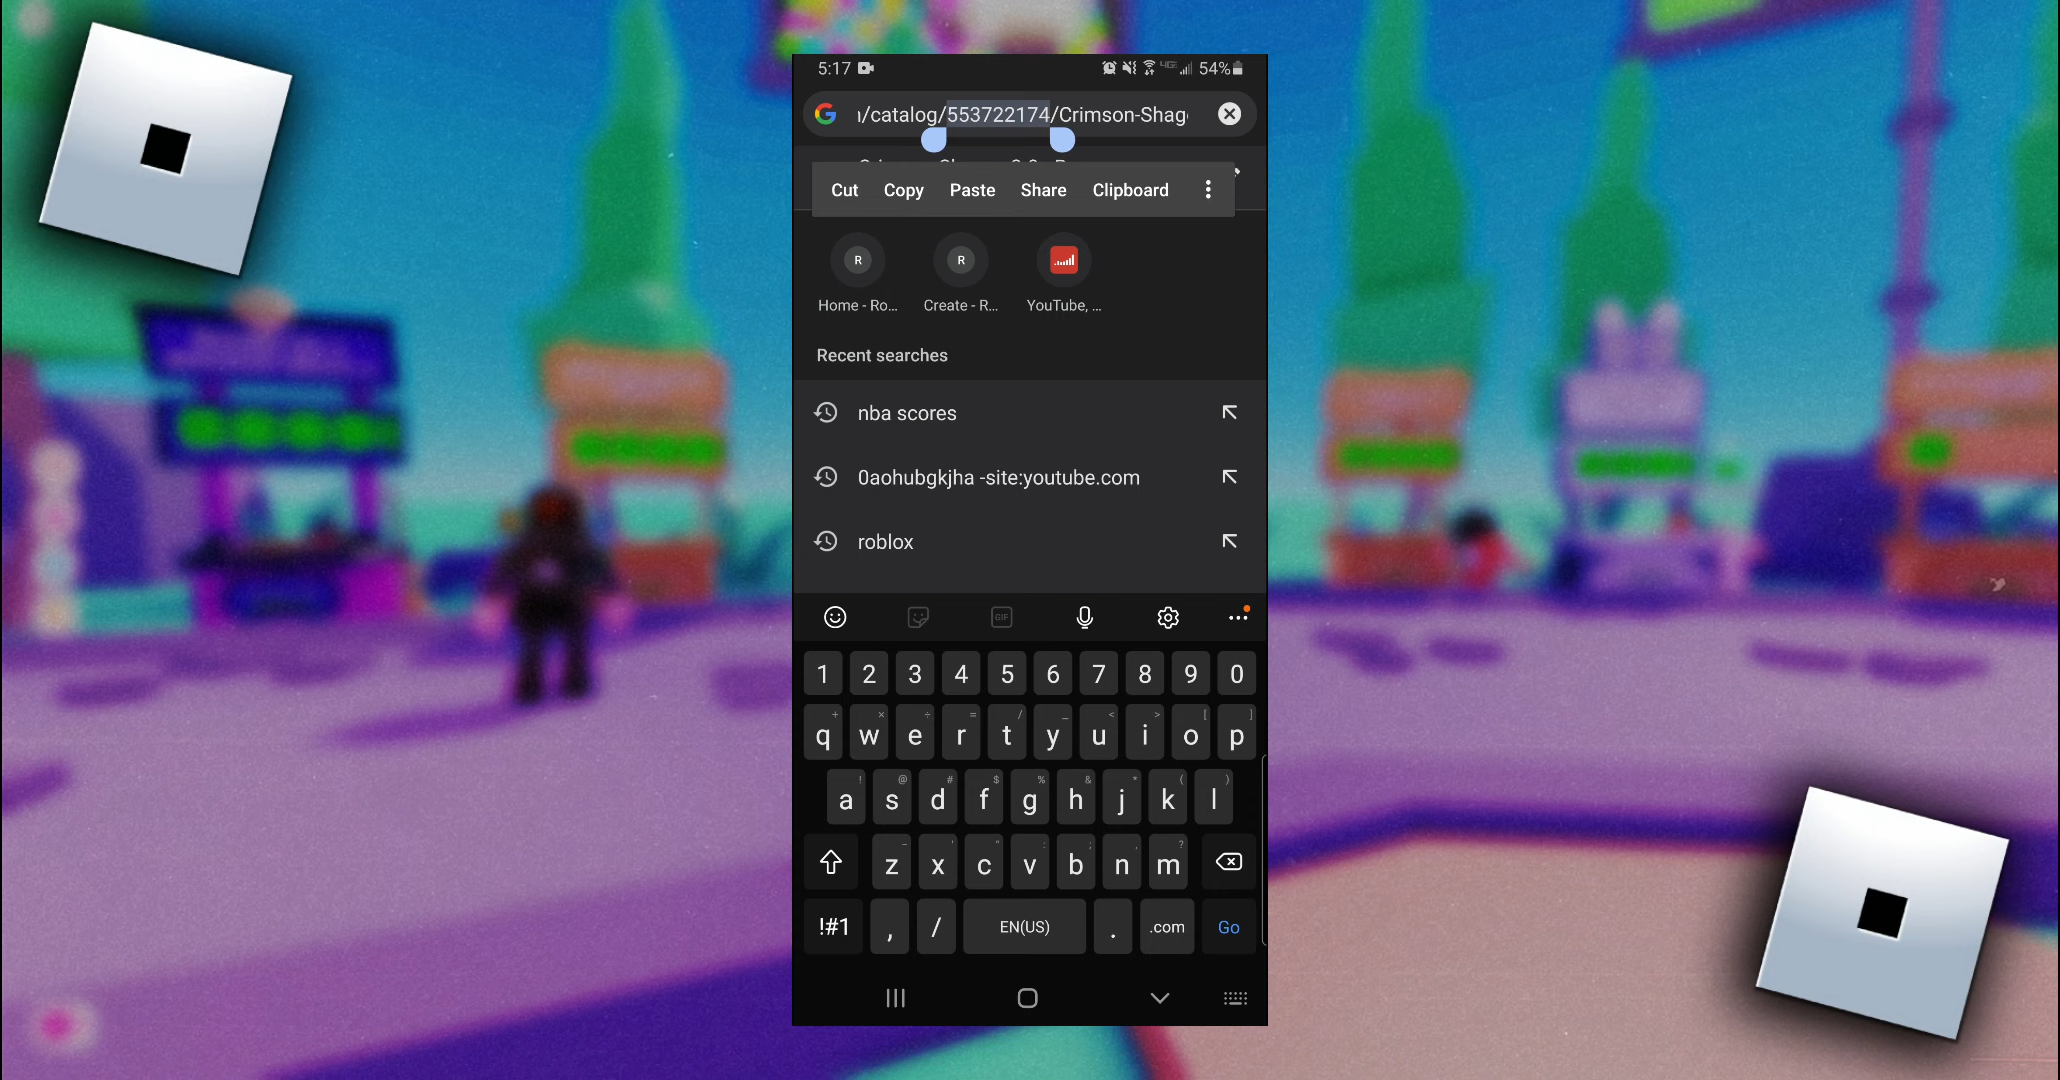 5:17 54%
ı/catalog/553722174/Crimson-Shag
Cut Copy Paste Share Clipboard
R R
Home - Ro... Create - R... YouTube, ...
Recent searches
nba scores
0aohubgkjha -site:youtube.com
roblox
GIF
1 2 3 4 5 6 7 8 9 0
+ × ÷ = / _ < > [ ]
q w e r t y u i o p
! @ # $ % ^ & * ( )
a s d f g h j k l
- ' " : ; , ?
z x c v b n m
!#1 , / EN(US) . .com Go